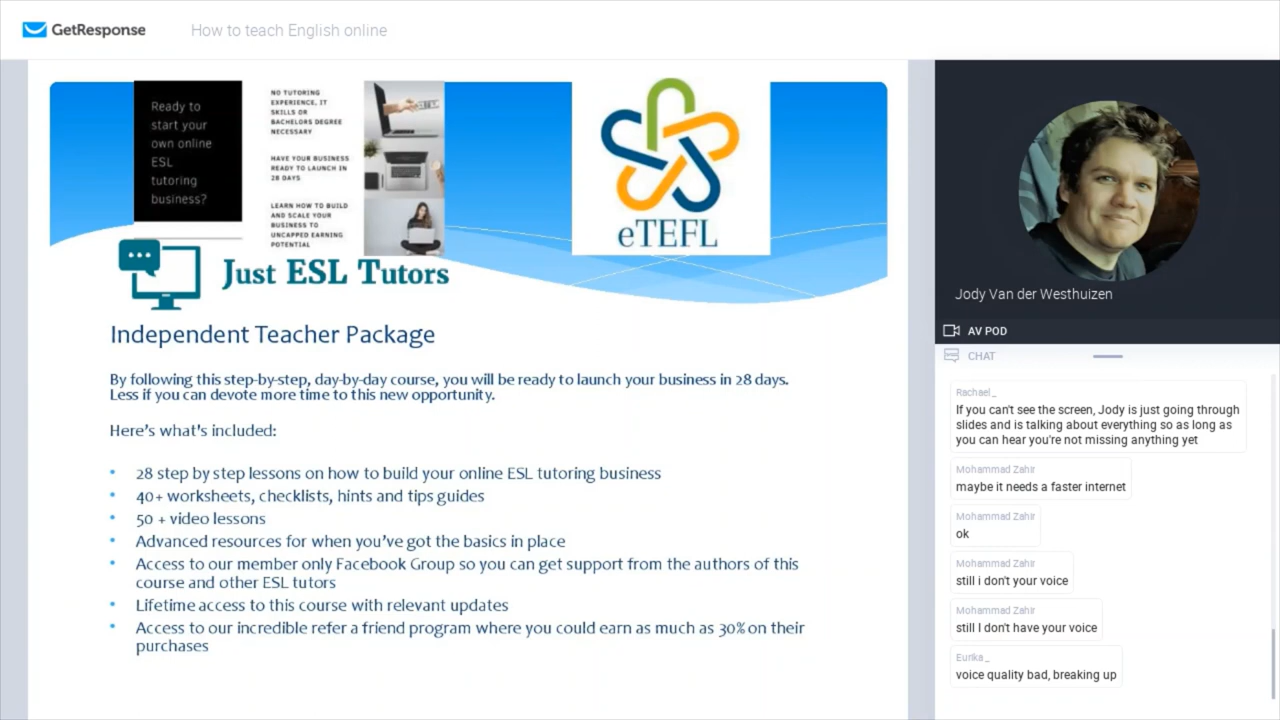 GetResponse
How to teach English online
Ready to
start your
own online
ESL
tutoring
business?
NO TUTORING
EXPERIENCE, IT
SKILLS OR
BACHELORS DEGREE
NECESSARY
HAVE YOUR BUSINESS
READY TO LAUNCH IN
28 DAYS
LEARN HOW TO BUILD
AND SCALE YOUR
BUSINESS TO
UNCAPPED EARNING
POTENTIAL
eTEFL
Just ESL Tutors
Independent Teacher Package
By following this step-by-step, day-by-day course, you will be ready to launch your business in 28 days.
Less if you can devote more time to this new opportunity.
Here's what's included:
• 28 step by step lessons on how to build your online ESL tutoring business
• 40+ worksheets, checklists, hints and tips guides
• 50 + video lessons
• Advanced resources for when you've got the basics in place
• Access to our member only Facebook Group so you can get support from the authors of this
course and other ESL tutors
• Lifetime access to this course with relevant updates
• Access to our incredible refer a friend program where you could earn as much as 30% on their
purchases
Jody Van der Westhuizen
AV POD
CHAT
Rachael_
If you can't see the screen, Jody is just going through
slides and is talking about everything so as long as
you can hear you're not missing anything yet
Mohammad Zahir
maybe it needs a faster internet
Mohammad Zahir
ok
Mohammad Zahir
still i don't your voice
Mohammad Zahir
still I don't have your voice
Eurika_
voice quality bad, breaking up